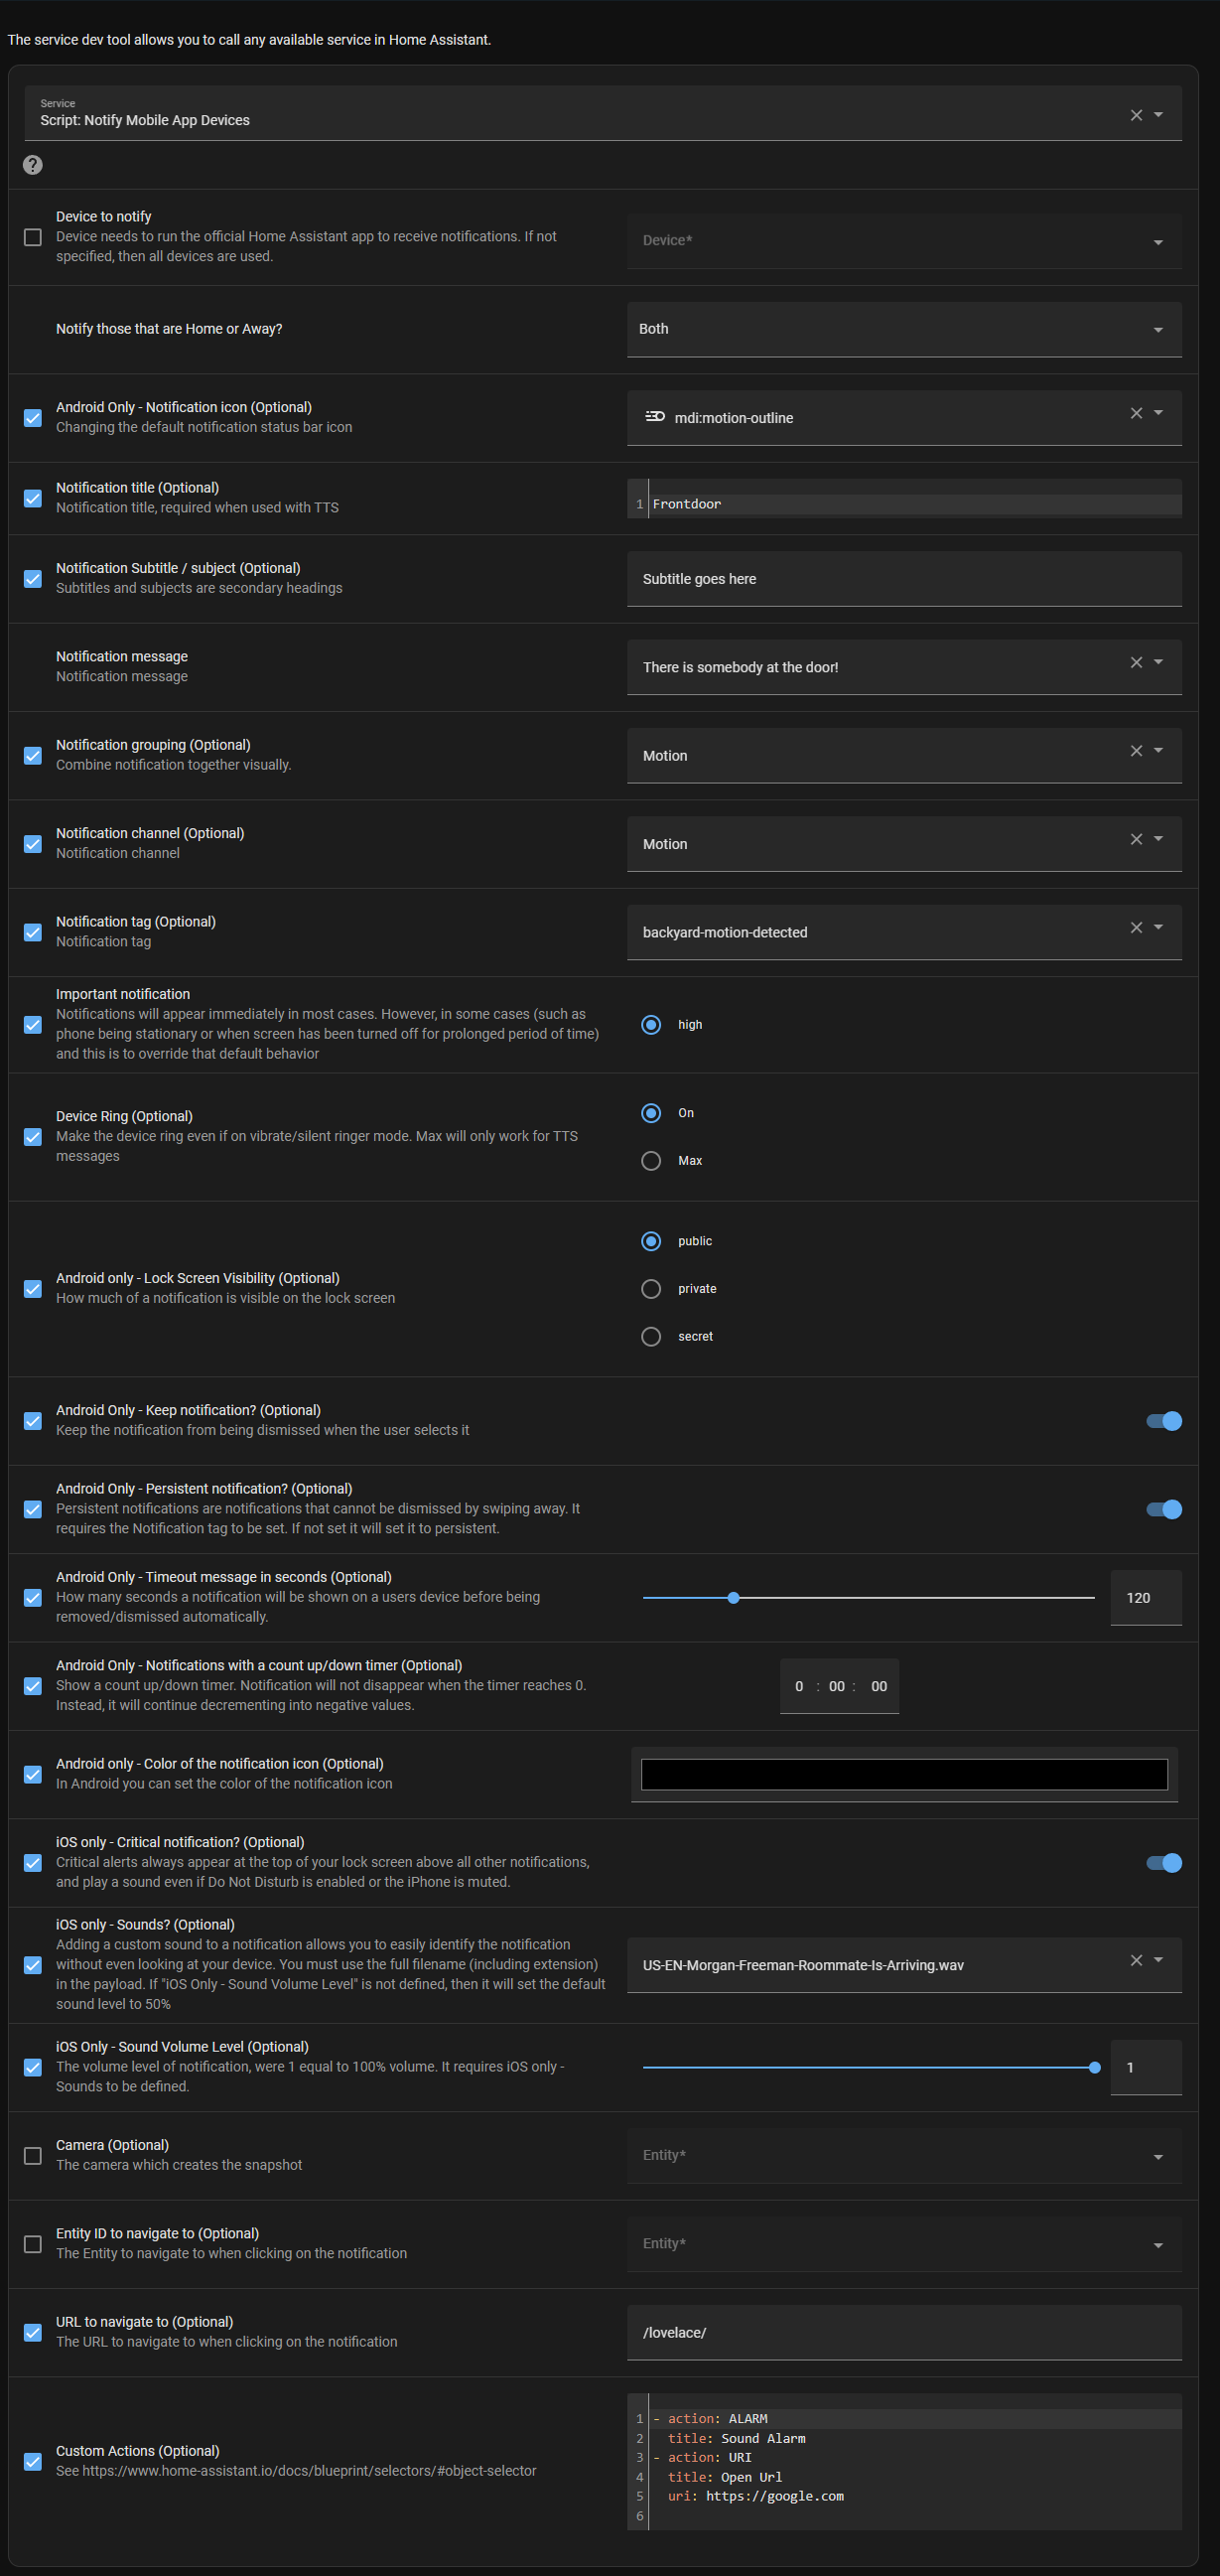 The service dev tool allows you to call any available service in Home Assistant.
Service
Script: Notify Mobile App Devices
?
Device to notify
Device needs to run the official Home Assistant app to receive notifications. If not
specified, then all devices are used.
Device*
Notify those that are Home or Away?
Both
Android Only - Notification icon (Optional)
Changing the default notification status bar icon
mdi:motion-outline
Notification title (Optional)
Notification title, required when used with TTS
1 Frontdoor
Notification Subtitle / subject (Optional)
Subtitles and subjects are secondary headings
Subtitle goes here
Notification message
Notification message
There is somebody at the door!
Notification grouping (Optional)
Combine notification together visually.
Motion
Notification channel (Optional)
Notification channel
Motion
Notification tag (Optional)
Notification tag
backyard-motion-detected
Important notification
Notifications will appear immediately in most cases. However, in some cases (such as
phone being stationary or when screen has been turned off for prolonged period of time)
and this is to override that default behavior
high
Device Ring (Optional)
Make the device ring even if on vibrate/silent ringer mode. Max will only work for TTS
messages
On
Max
Android only - Lock Screen Visibility (Optional)
How much of a notification is visible on the lock screen
public
private
secret
Android Only - Keep notification? (Optional)
Keep the notification from being dismissed when the user selects it
Android Only - Persistent notification? (Optional)
Persistent notifications are notifications that cannot be dismissed by swiping away. It
requires the Notification tag to be set. If not set it will set it to persistent.
Android Only - Timeout message in seconds (Optional)
How many seconds a notification will be shown on a users device before being
removed/dismissed automatically.
120
Android Only - Notifications with a count up/down timer (Optional)
Show a count up/down timer. Notification will not disappear when the timer reaches 0.
Instead, it will continue decrementing into negative values.
0 : 00 : 00
Android only - Color of the notification icon (Optional)
In Android you can set the color of the notification icon
iOS only - Critical notification? (Optional)
Critical alerts always appear at the top of your lock screen above all other notifications,
and play a sound even if Do Not Disturb is enabled or the iPhone is muted.
iOS only - Sounds? (Optional)
Adding a custom sound to a notification allows you to easily identify the notification
without even looking at your device. You must use the full filename (including extension)
in the payload. If "iOS Only - Sound Volume Level" is not defined, then it will set the default
sound level to 50%
US-EN-Morgan-Freeman-Roommate-Is-Arriving.wav
iOS Only - Sound Volume Level (Optional)
The volume level of notification, were 1 equal to 100% volume. It requires iOS only -
Sounds to be defined.
1
Camera (Optional)
The camera which creates the snapshot
Entity*
Entity ID to navigate to (Optional)
The Entity to navigate to when clicking on the notification
Entity*
URL to navigate to (Optional)
The URL to navigate to when clicking on the notification
/lovelace/
Custom Actions (Optional)
See https://www.home-assistant.io/docs/blueprint/selectors/#object-selector
1 - action: ALARM
2 title: Sound Alarm
3 - action: URI
4 title: Open Url
5 uri: https://google.com
6